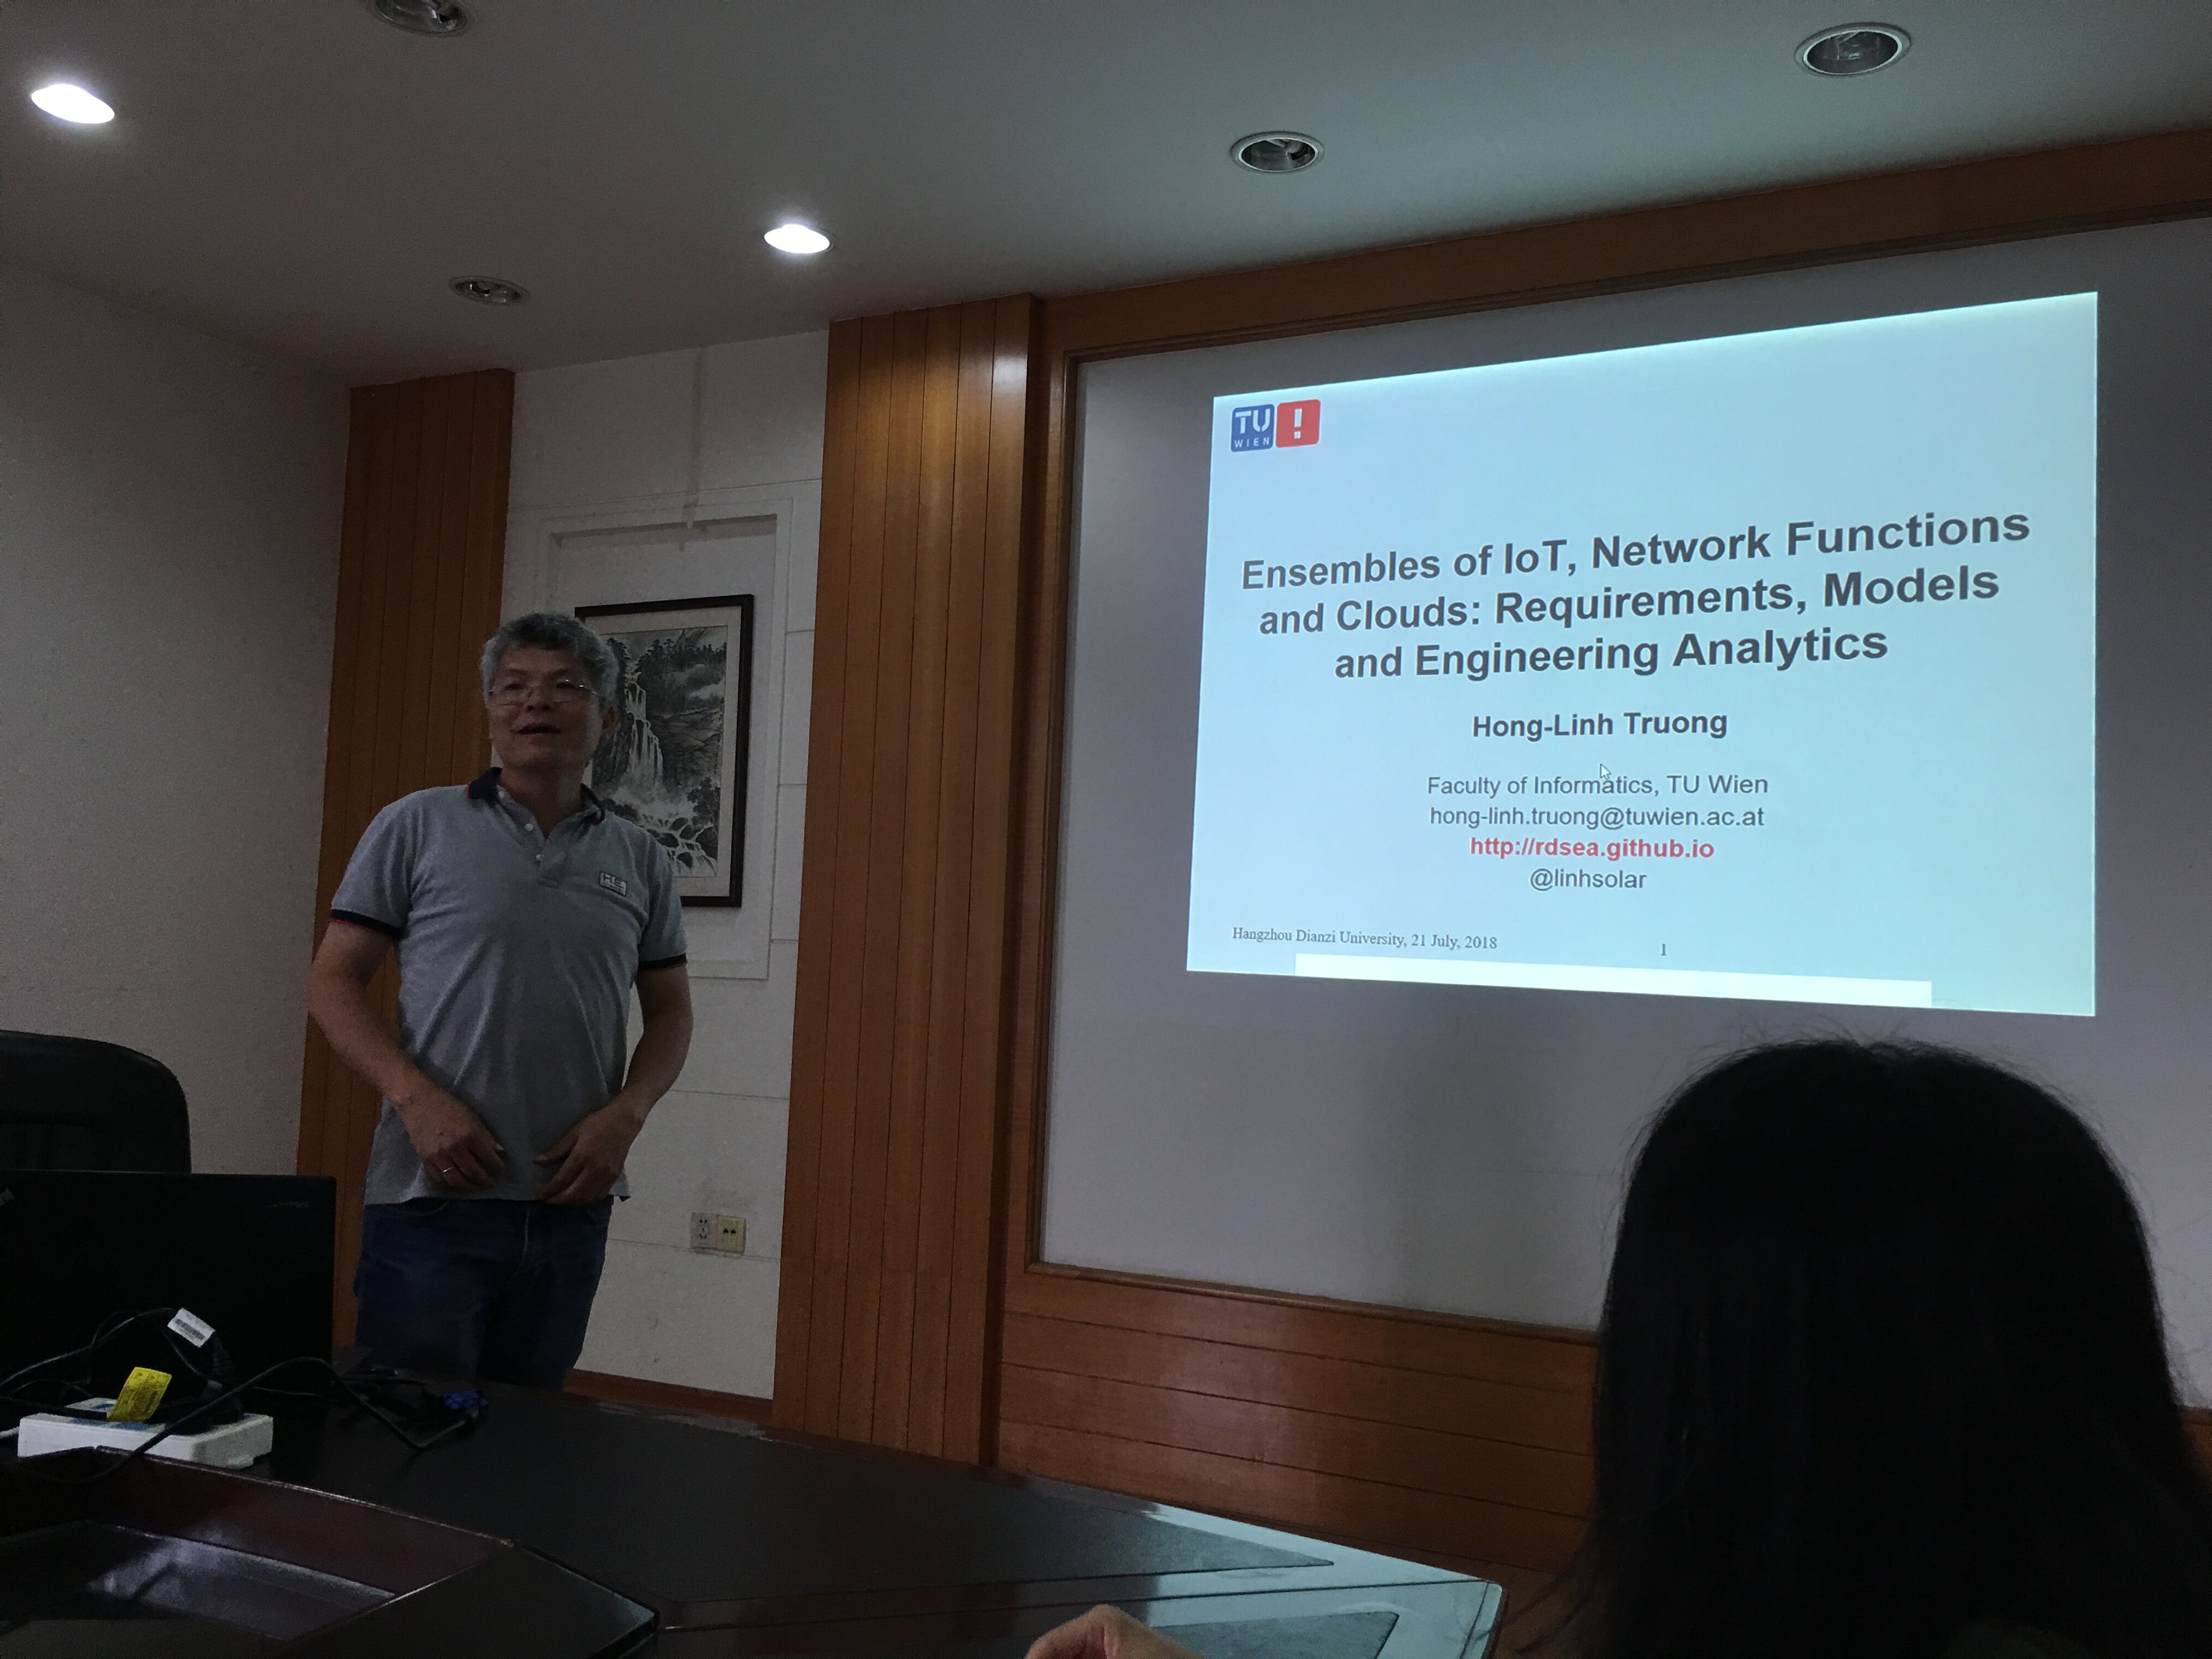 TU
WIEN
!
Ensembles of IoT, Network Functions
and Clouds: Requirements, Models
and Engineering Analytics
Hong-Linh Truong
Faculty of Informatics, TU Wien
hong-linh.truong@tuwien.ac.at
http://rdsea.github.io
@linhsolar
Hangzhou Dianzi University, 21 July, 2018
1